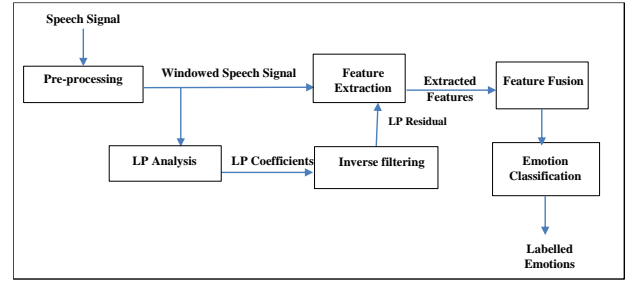 Speech Signal
Pre-processing
Windowed Speech Signal
Feature
Extraction
Extracted
Features
Feature Fusion
LP Residual
LP Analysis
LP Coefficients
Inverse filtering
Emotion
Classification
Labelled
Emotions